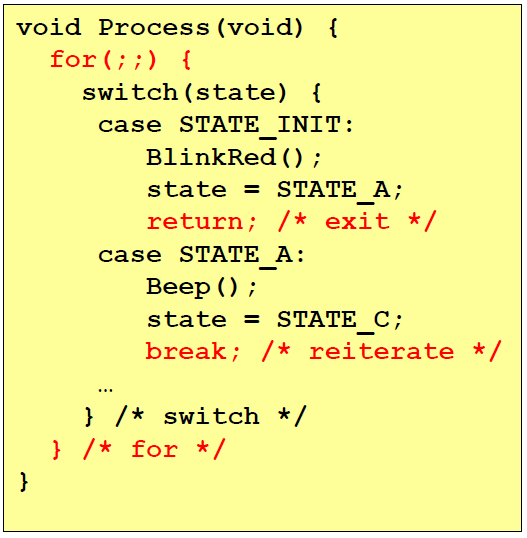 void Process(void) {
  for(;;) {
    switch(state) {
     case STATE_INIT:
        BlinkRed();
        state = STATE_A;
        return; /* exit */
     case STATE_A:
        Beep();
        state = STATE_C;
        break; /* reiterate */
     …
    } /* switch */
  } /* for */
}